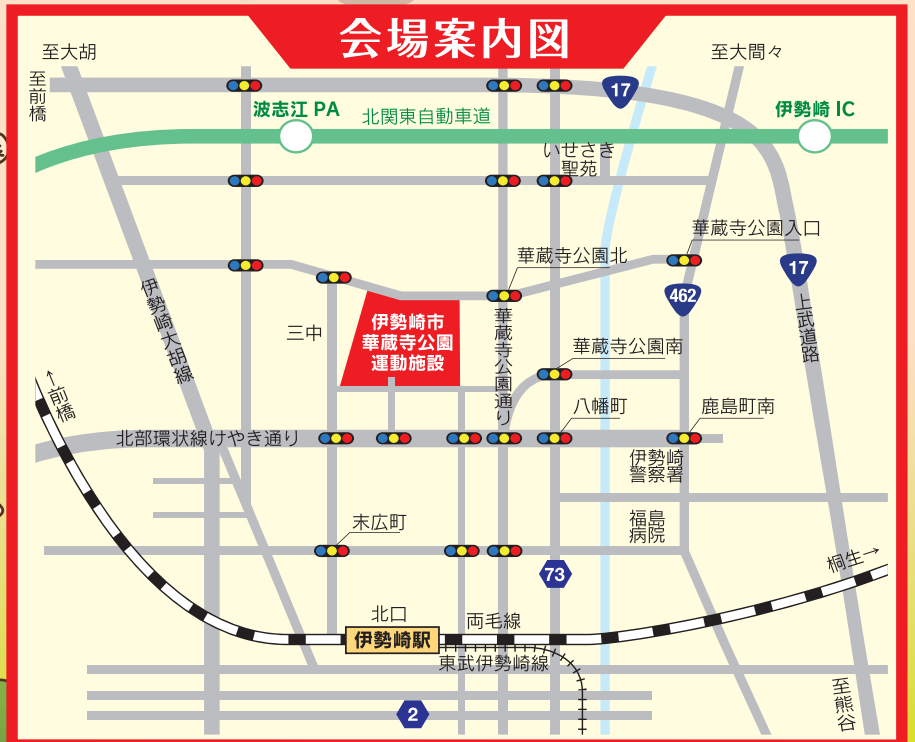 会場案内図
至大胡
至大間々
至前橋
17
波志江 PA
北関東自動車道
伊勢崎 IC
いせさき
聖苑
華蔵寺公園入口
華蔵寺公園北
17
462
伊勢崎大胡線
上武道路
三中
伊勢崎市
華蔵寺公園
運動施設
華蔵寺公園通り
華蔵寺公園南
←前橋
八幡町
鹿島町南
北部環状線けやき通り
伊勢崎
警察署
末広町
福島
病院
73
桐生→
北口
両毛線
伊勢崎駅
東武伊勢崎線
2
至熊谷